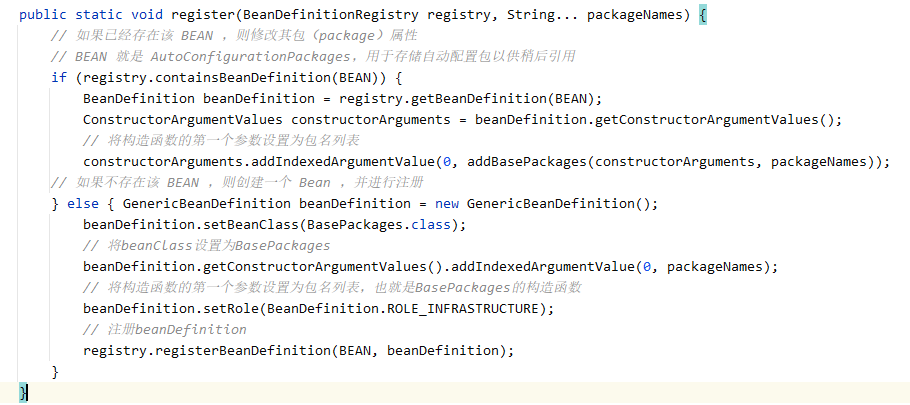 public static void register(BeanDefinitionRegistry registry, String... packageNames) {
// 如果已经存在该 BEAN ，则修改其包（package）属性
// BEAN 就是 AutoConfigurationPackages，用于存储自动配置包以供稍后引用
if (registry.containsBeanDefinition(BEAN)) {
BeanDefinition beanDefinition = registry.getBeanDefinition(BEAN);
ConstructorArgumentValues constructorArguments = beanDefinition.getConstructorArgumentValues();
// 将构造函数的第一个参数设置为包名列表
constructorArguments.addIndexedArgumentValue(0, addBasePackages(constructorArguments, packageNames));
// 如果不存在该 BEAN ，则创建一个 Bean ，并进行注册
} else { GenericBeanDefinition beanDefinition = new GenericBeanDefinition();
beanDefinition.setBeanClass(BasePackages.class);
// 将beanClass设置为BasePackages
beanDefinition.getConstructorArgumentValues().addIndexedArgumentValue(0, packageNames);
// 将构造函数的第一个参数设置为包名列表，也就是BasePackages的构造函数
beanDefinition.setRole(BeanDefinition.ROLE_INFRASTRUCTURE);
// 注册beanDefinition
registry.registerBeanDefinition(BEAN, beanDefinition);
}
}